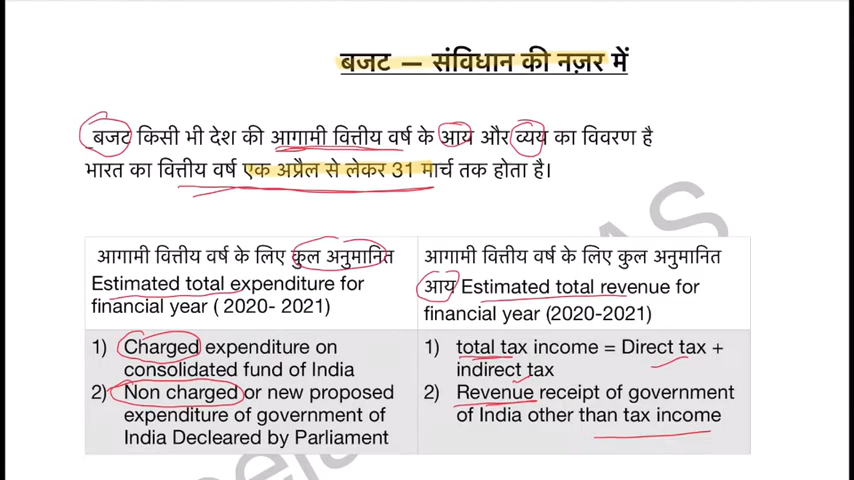 बजट — संविधान की नज़र में
बजट किसी भी देश की आगामी वित्तीय वर्ष के आय और व्यय का विवरण है
भारत का वित्तीय वर्ष एक अप्रैल से लेकर 31 मार्च तक होता है।
आगामी वित्तीय वर्ष के लिए कुल अनुमानित
Estimated total expenditure for
financial year ( 2020- 2021)
आगामी वित्तीय वर्ष के लिए कुल अनुमानित
आय Estimated total revenue for
financial year (2020-2021)
1) Charged expenditure on
consolidated fund of India
2) Non charged or new proposed
expenditure of government of
India Decleared by Parliament
1) total tax income = Direct tax +
indirect tax
2) Revenue receipt of government
of India other than tax income